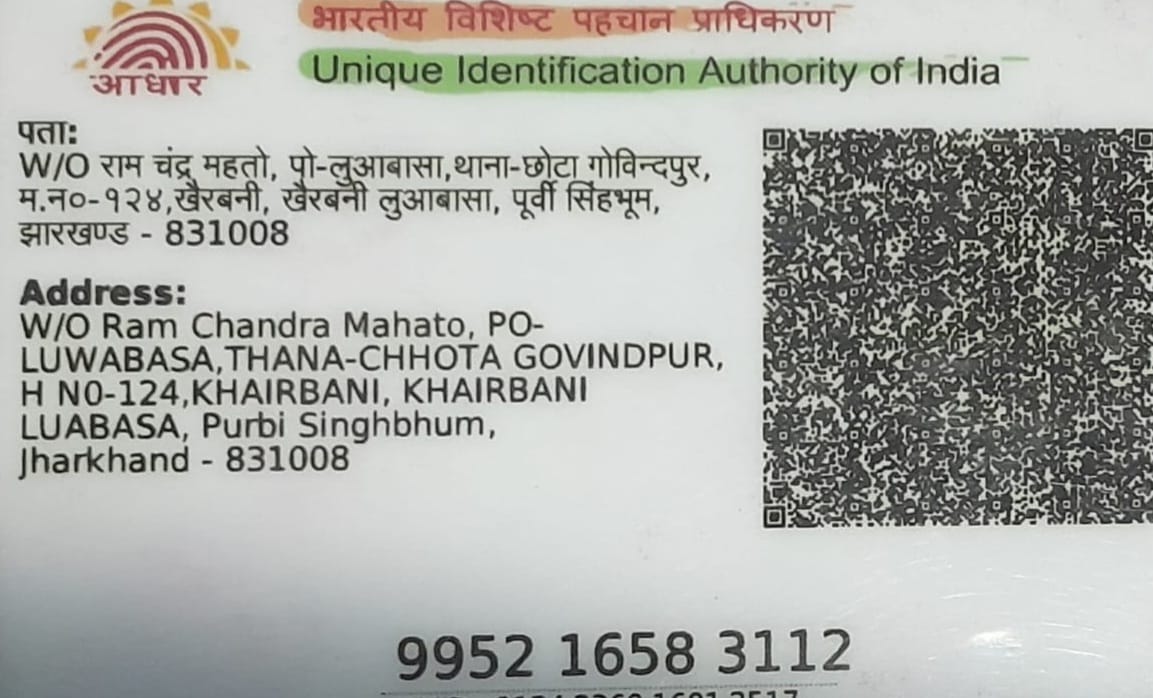 भारतीय विशिष्ट पहचान प्राधिकरण
आधार
Unique Identification Authority of India
पता:
W/O राम चंद्र महतो, पो-लुआबासा,थाना-छोटा गोविन्दपुर,
म.न०-१२४,खैरबनी, खैरबनी लुआबासा, पूर्वी सिंहभूम,
झारखण्ड - 831008
Address:
W/O Ram Chandra Mahato, PO-
LUWABASA,THANA-CHHOTA GOVINDPUR,
H N0-124,KHAIRBANI, KHAIRBANI
LUABASA, Purbi Singhbhum,
Jharkhand - 831008
9952 1658 3112